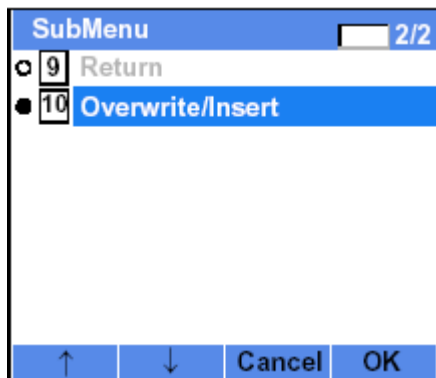 SubMenu 2/2
9 Return
10 Overwrite/Insert
↑ ↓ Cancel OK